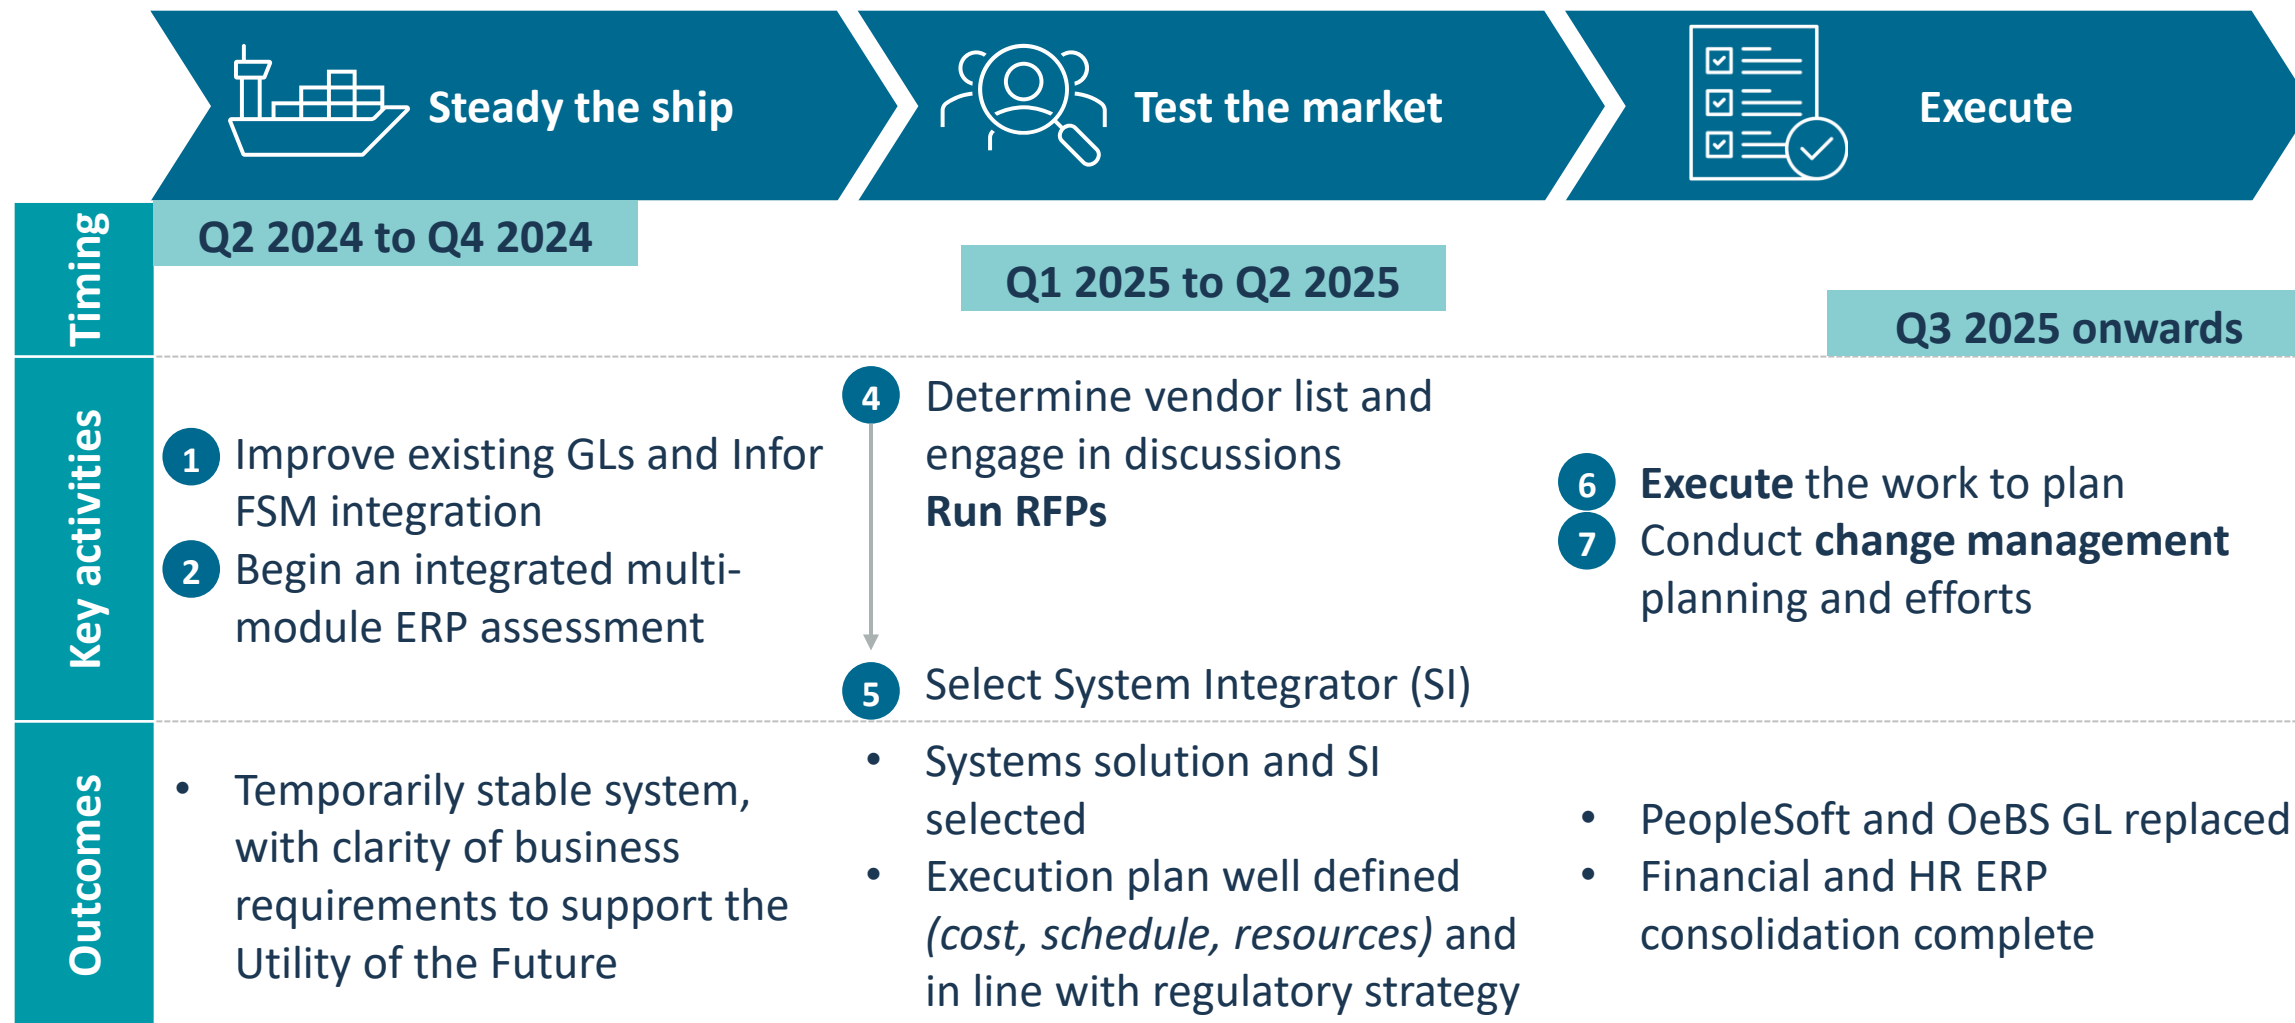 Steady the ship
Test the market
Execute
Timing
Q2 2024 to Q4 2024
Q1 2025 to Q2 2025
Q3 2025 onwards
Key activities
1 Improve existing GLs and Infor
FSM integration
2 Begin an integrated multi-
module ERP assessment
4 Determine vendor list and
engage in discussions
Run RFPs
5 Select System Integrator (SI)
6 Execute the work to plan
7 Conduct change management
planning and efforts
Outcomes
• Temporarily stable system,
with clarity of business
requirements to support the
Utility of the Future
• Systems solution and SI
selected
• Execution plan well defined
(cost, schedule, resources) and
in line with regulatory strategy
• PeopleSoft and OeBS GL replaced
• Financial and HR ERP
consolidation complete